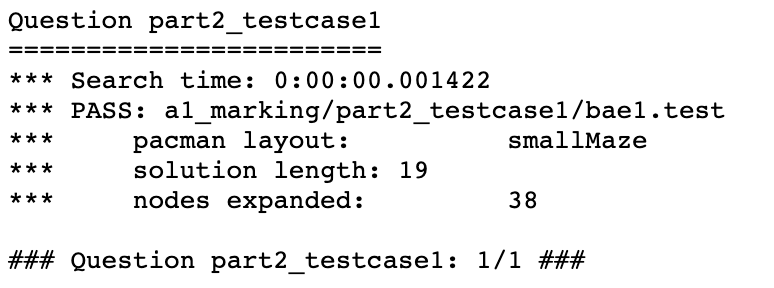 Question part2_testcase1
========================
*** Search time: 0:00:00.001422
*** PASS: a1_marking/part2_testcase1/bae1.test
***     pacman layout:          smallMaze
***     solution length: 19
***     nodes expanded:         38
### Question part2_testcase1: 1/1 ###